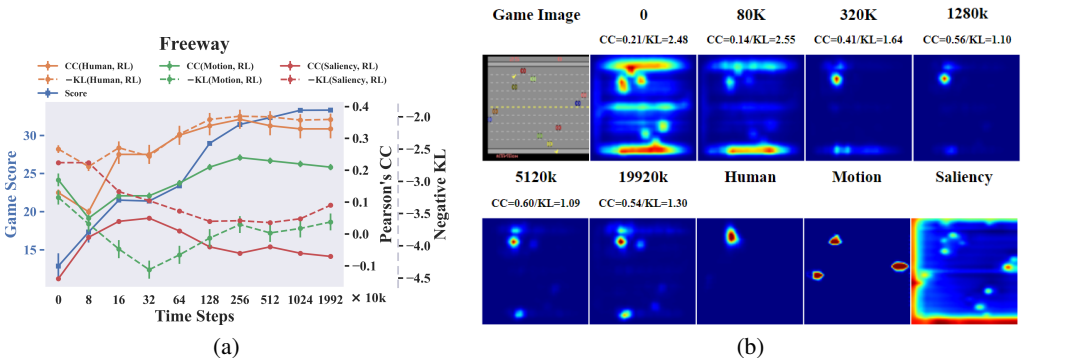 Freeway
CC(Human, RL) CC(Motion, RL) CC(Saliency, RL)
−KL(Human, RL) −KL(Motion, RL) −KL(Saliency, RL)
Score
Game Score
30
25
20
15
0.4
0.3
0.2
0.1
0.0
−0.1
Pearson's CC
−2.0
−2.5
−3.0
−3.5
−4.0
−4.5
Negative KL
0 8 16 32 64 128 256 512 1024 1992 × 10k
Time Steps
(a)
Game Image 0 80K 320K 1280k
CC=0.21/KL=2.48 CC=0.14/KL=2.55 CC=0.41/KL=1.64 CC=0.56/KL=1.10
5120k 19920k Human Motion Saliency
CC=0.60/KL=1.09 CC=0.54/KL=1.30
(b)